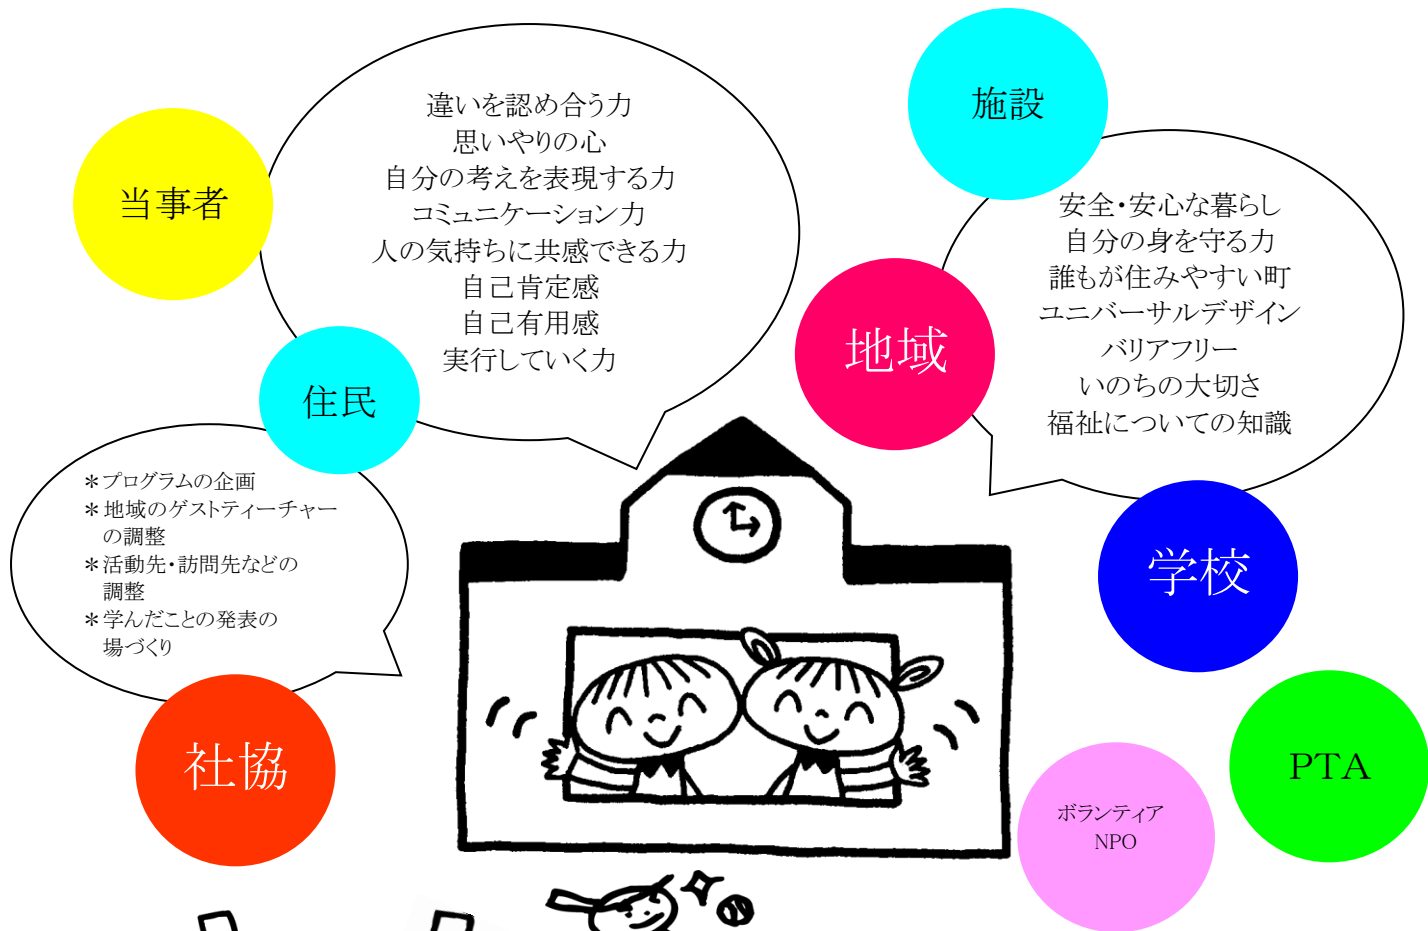 違いを認め合う力
思いやりの心
自分の考えを表現する力
コミュニケーション力
人の気持ちに共感できる力
自己肯定感
自己有用感
実行していく力
当事者
住民
施設
安全・安心な暮らし
自分の身を守る力
誰もが住みやすい町
ユニバーサルデザイン
バリアフリー
いのちの大切さ
福祉についての知識
地域
学校
＊プログラムの企画
＊地域のゲストティーチャー
の調整
＊活動先・訪問先などの
調整
＊学んだことの発表の
場づくり
社協
PTA
ボランティア
NPO